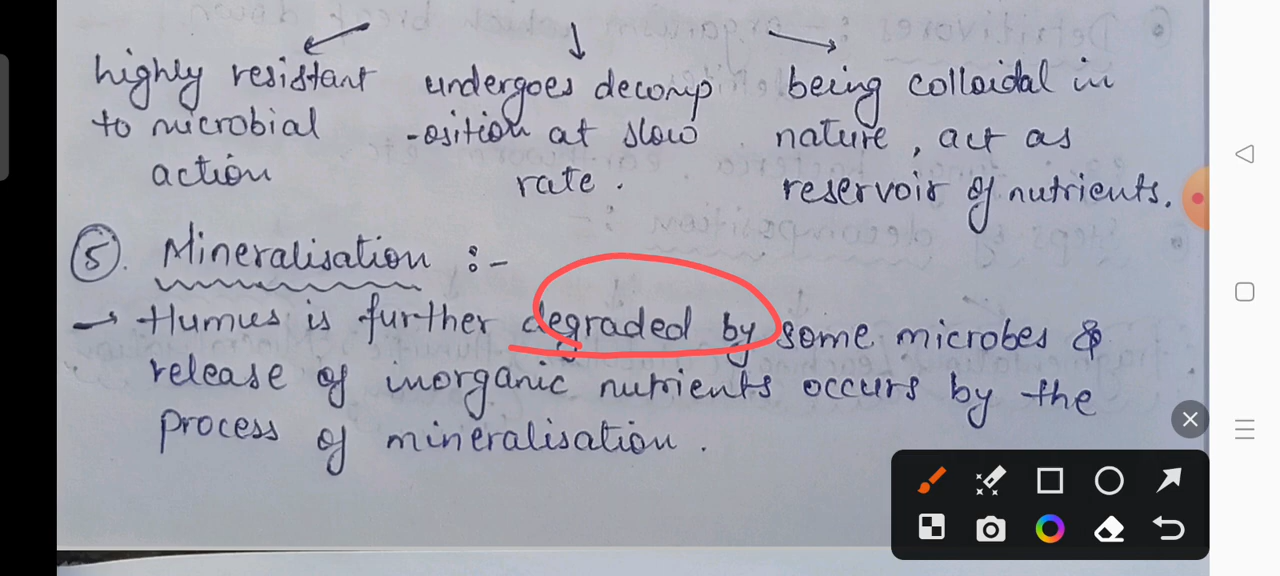 highly resistant
to microbial
action
undergoes decomp
-osition at slow
rate.
being colloidal in
nature, act as
reservoir of nutrients.
5. Mineralisation :-
→ Humus is further degraded by some microbes &
release of inorganic nutrients occurs by the
process of mineralisation.